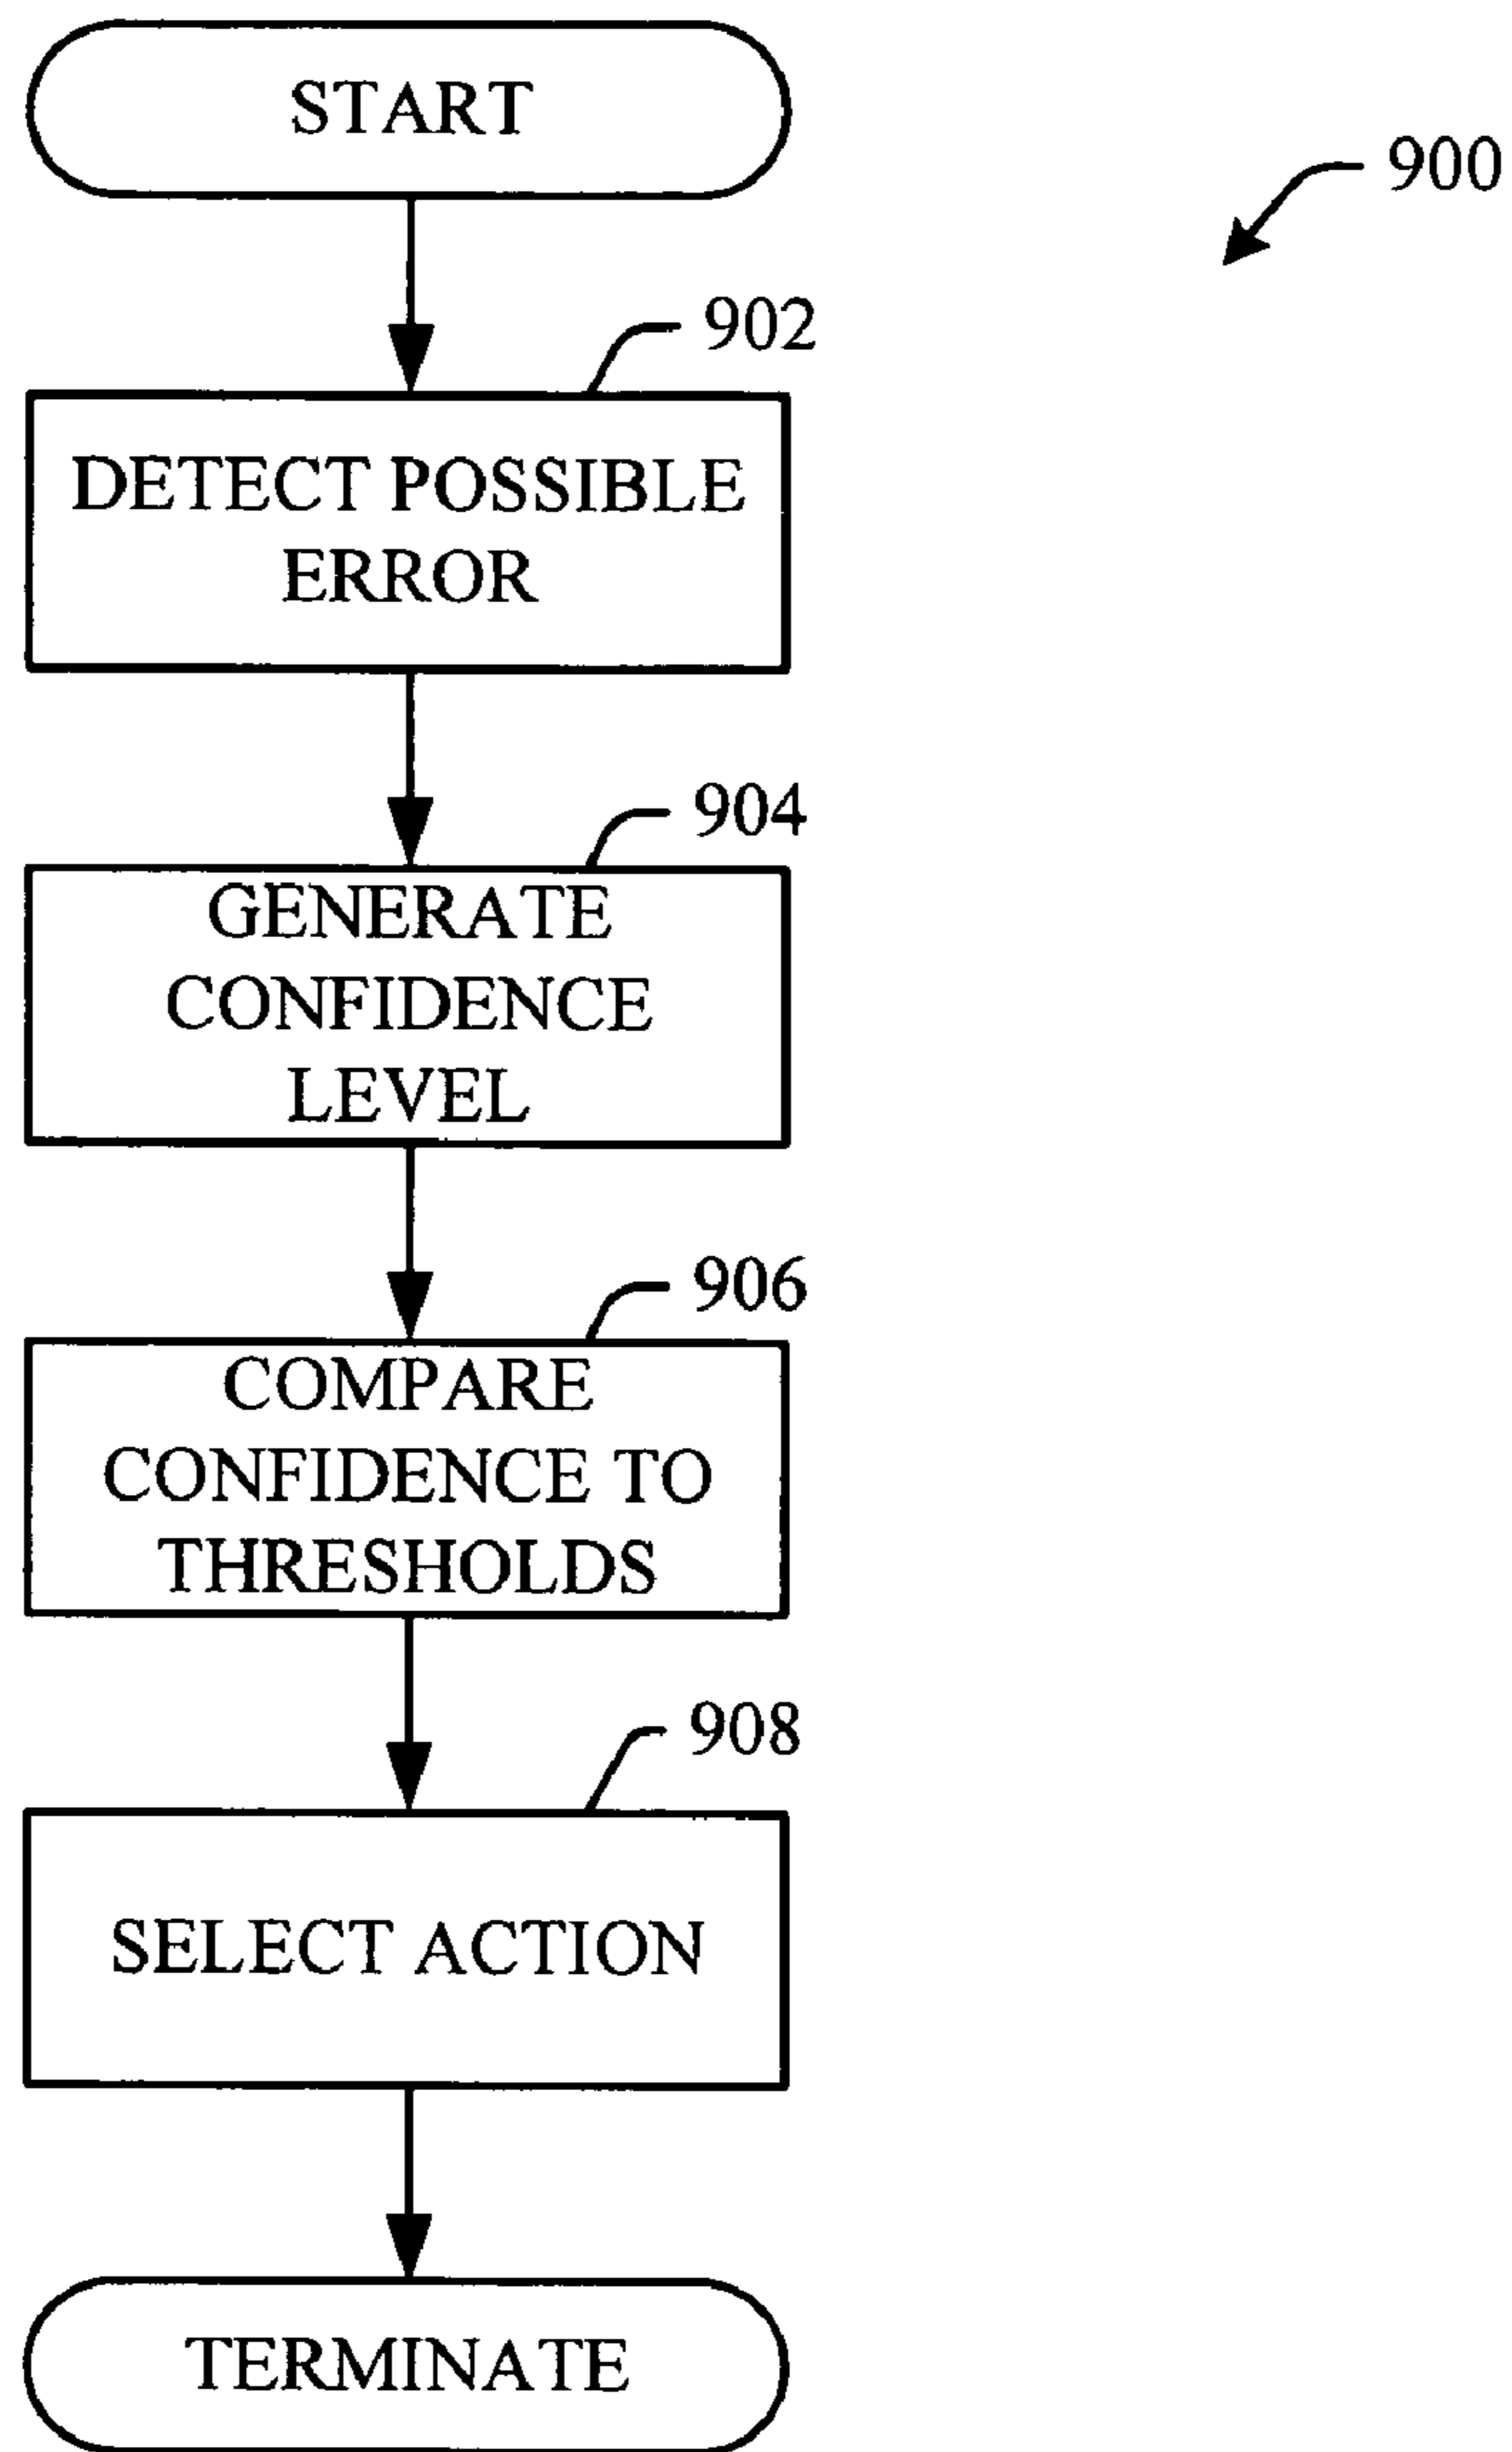 START
900
902
DETECT POSSIBLE
ERROR
904
GENERATE
CONFIDENCE
LEVEL
906
COMPARE
CONFIDENCE TO
THRESHOLDS
908
SELECT ACTION
TERMINATE